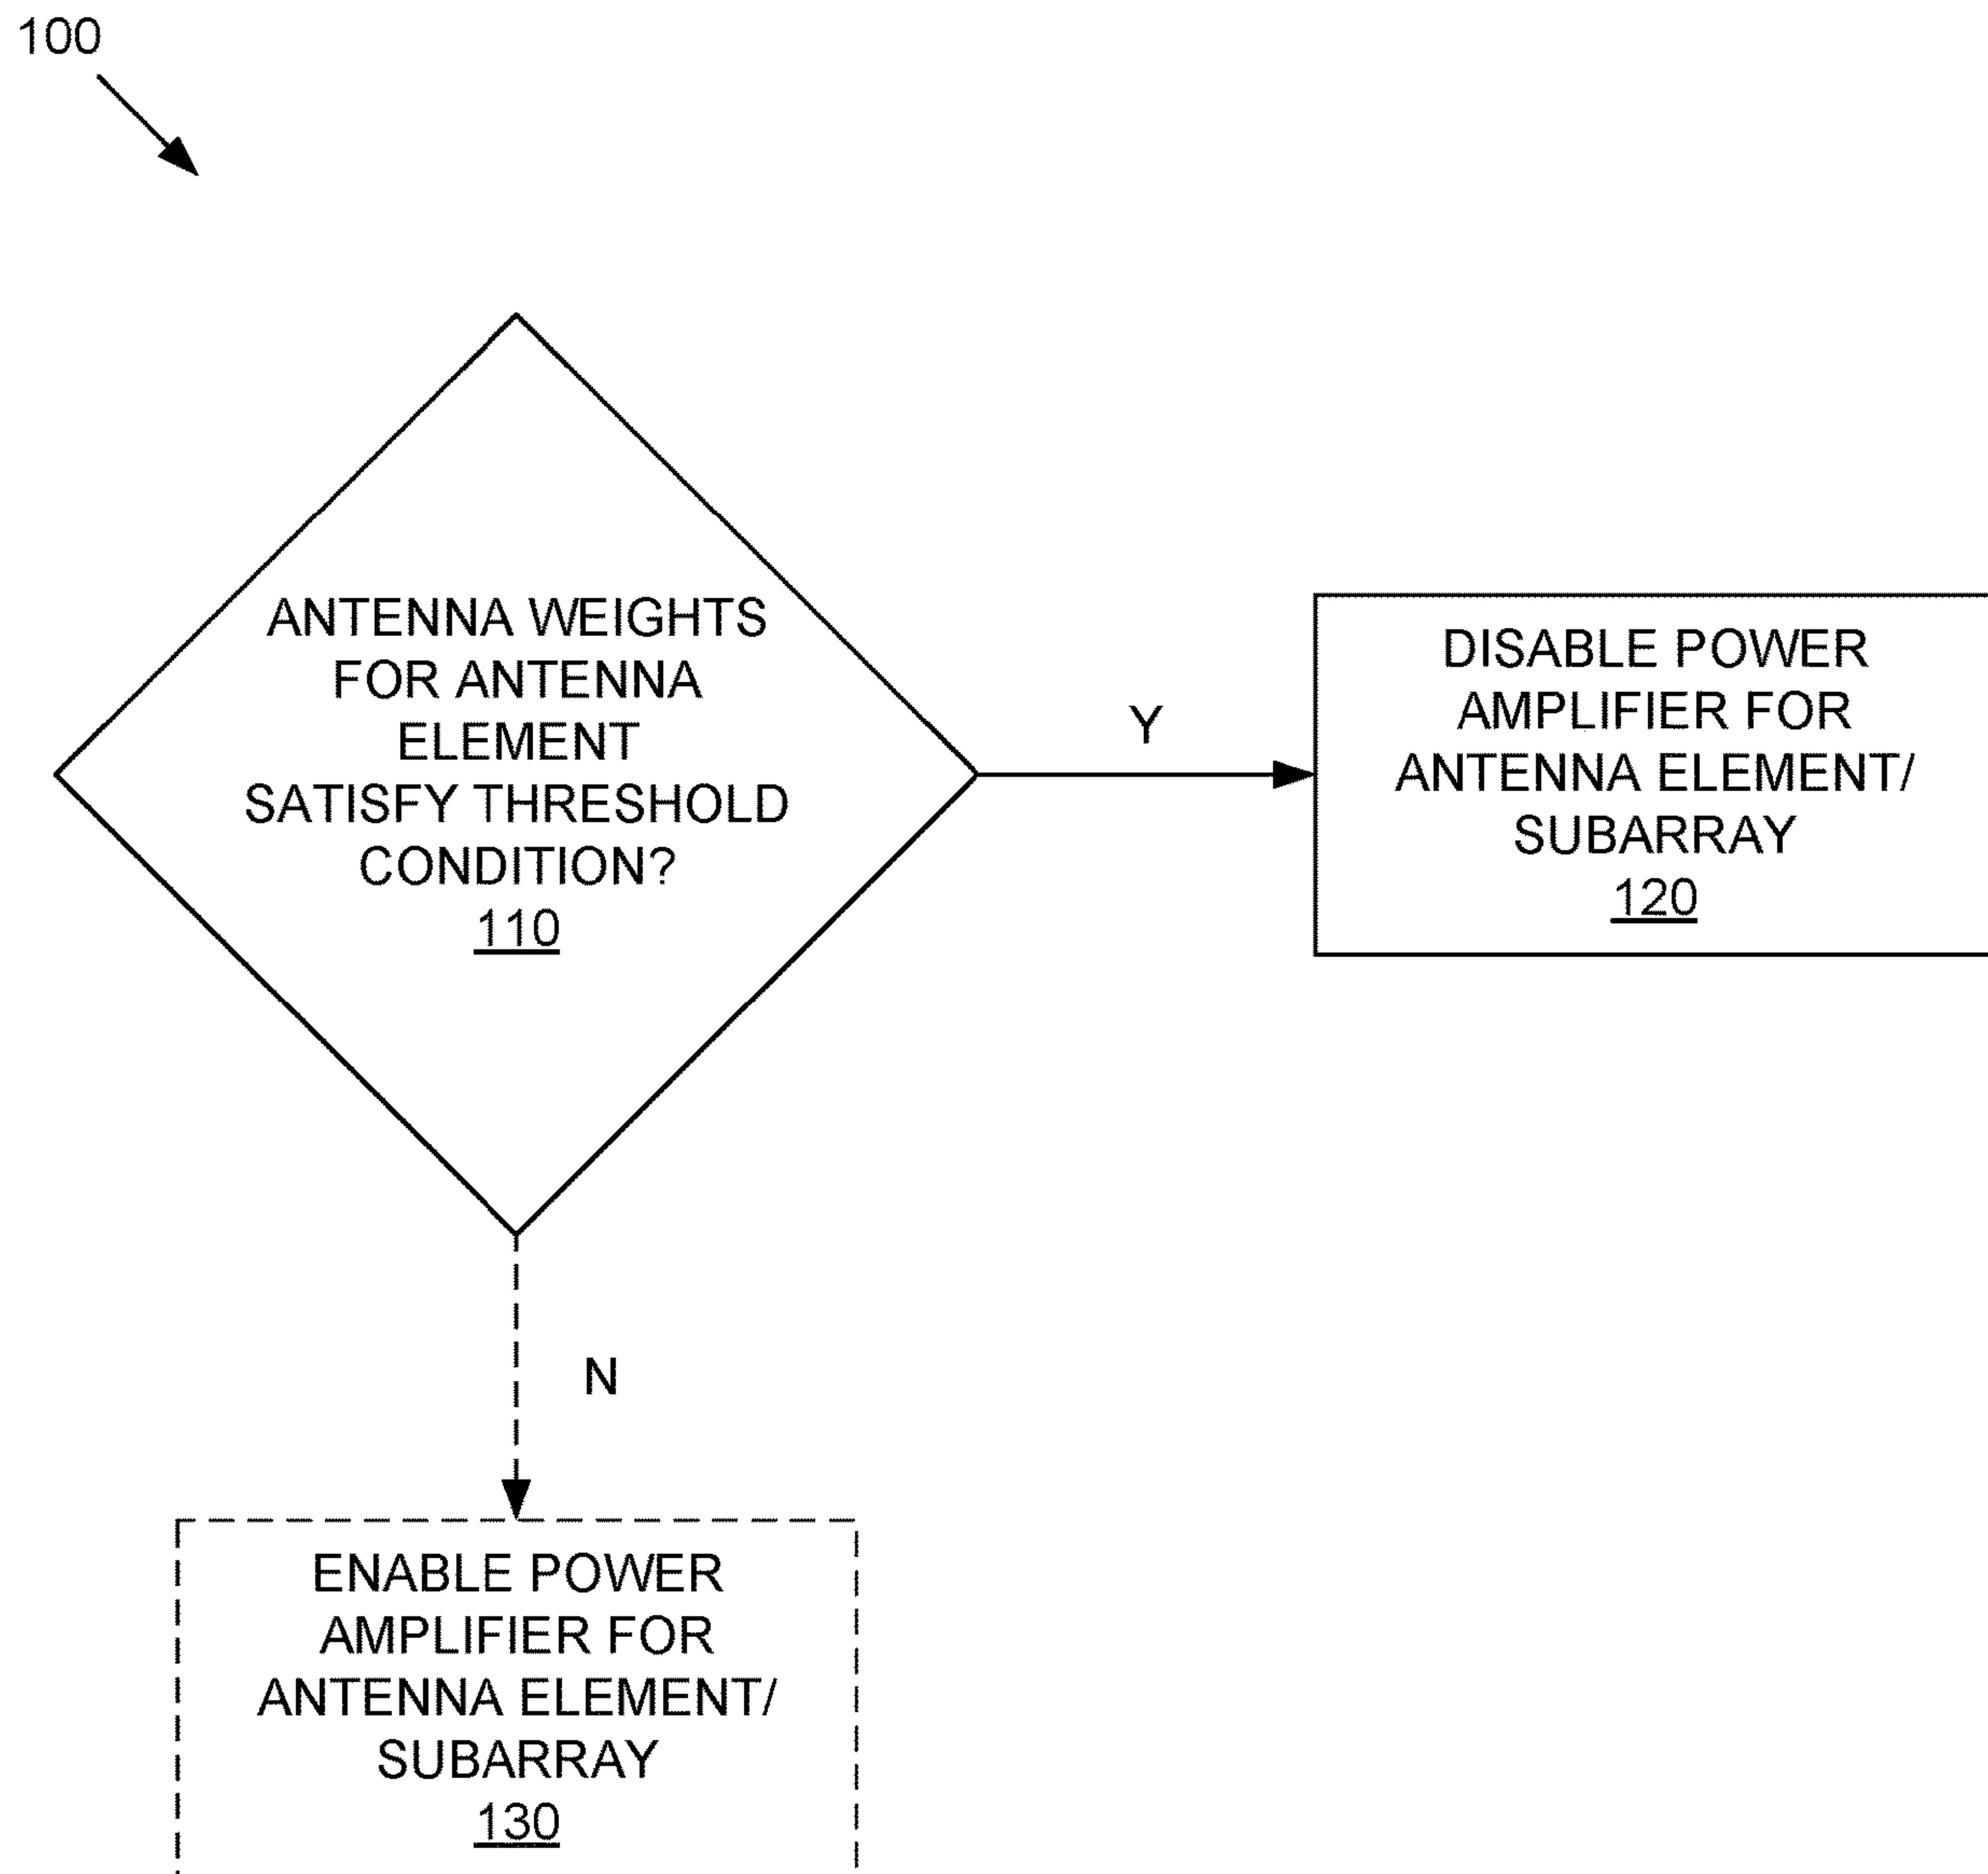 100
ANTENNA WEIGHTS
FOR ANTENNA
ELEMENT
SATISFY THRESHOLD
CONDITION?
110
Y
DISABLE POWER
AMPLIFIER FOR
ANTENNA ELEMENT/
SUBARRAY
120
N
ENABLE POWER
AMPLIFIER FOR
ANTENNA ELEMENT/
SUBARRAY
130